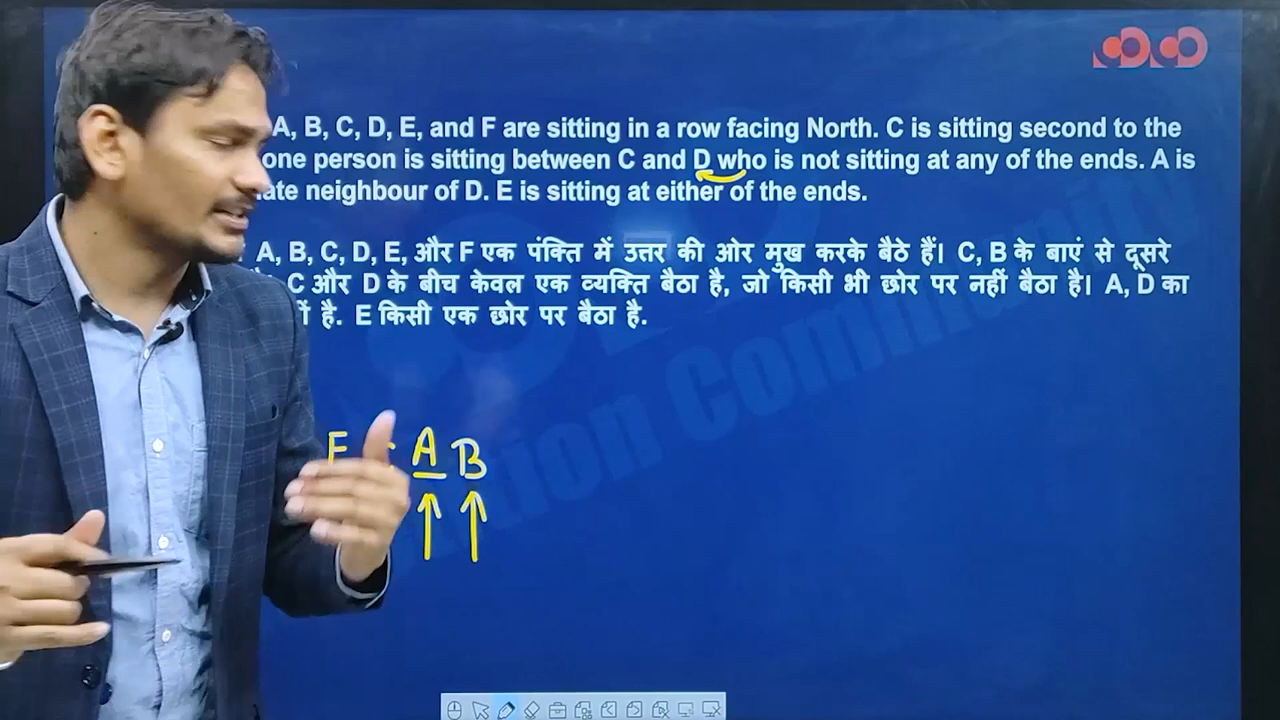 A, B, C, D, E, and F are sitting in a row facing North. C is sitting second to the
one person is sitting between C and D who is not sitting at any of the ends. A is
neighbour of D. E is sitting at either of the ends.
A, B, C, D, E, और F एक पंक्ति में उत्तर की ओर मुख करके बैठे हैं। C, B के बाएं से दूसरे
C और D के बीच केवल एक व्यक्ति बैठा है, जो किसी भी छोर पर नहीं बैठा है। A, D का
है. E किसी एक छोर पर बैठा है.
A B
Community